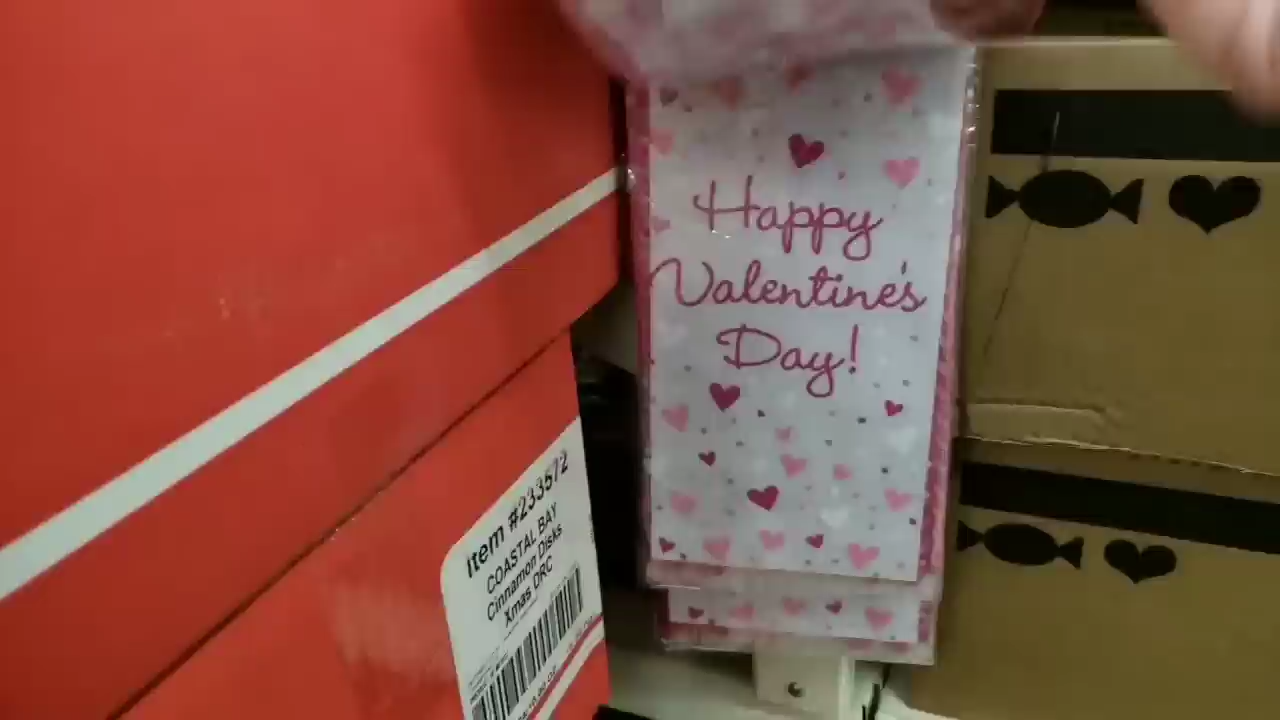 Happy
Valentine's
Day!
Item #233572
COASTAL BAY
Cinnamon Disks
Xmas DRC